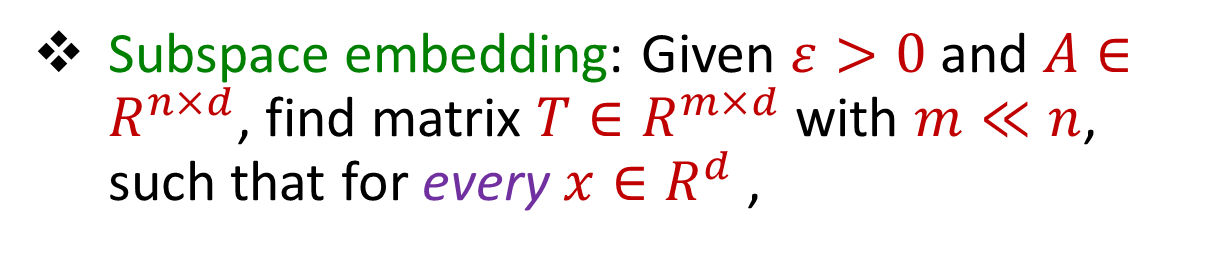 ❖ Subspace embedding: Given ε > 0 and A ∈
R^{n×d}, find matrix T ∈ R^{m×d} with m ≪ n,
such that for every x ∈ R^d ,